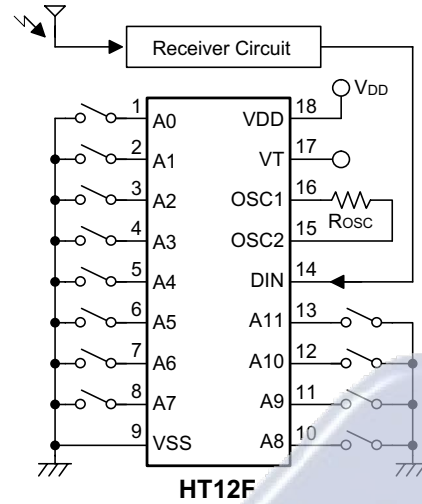 Receiver Circuit
VDD
1 A0 VDD 18
2 A1 VT 17
3 A2 OSC1 16
ROSC
4 A3 OSC2 15
5 A4 DIN 14
6 A5 A11 13
7 A6 A10 12
8 A7 A9 11
9 VSS A8 10
HT12F